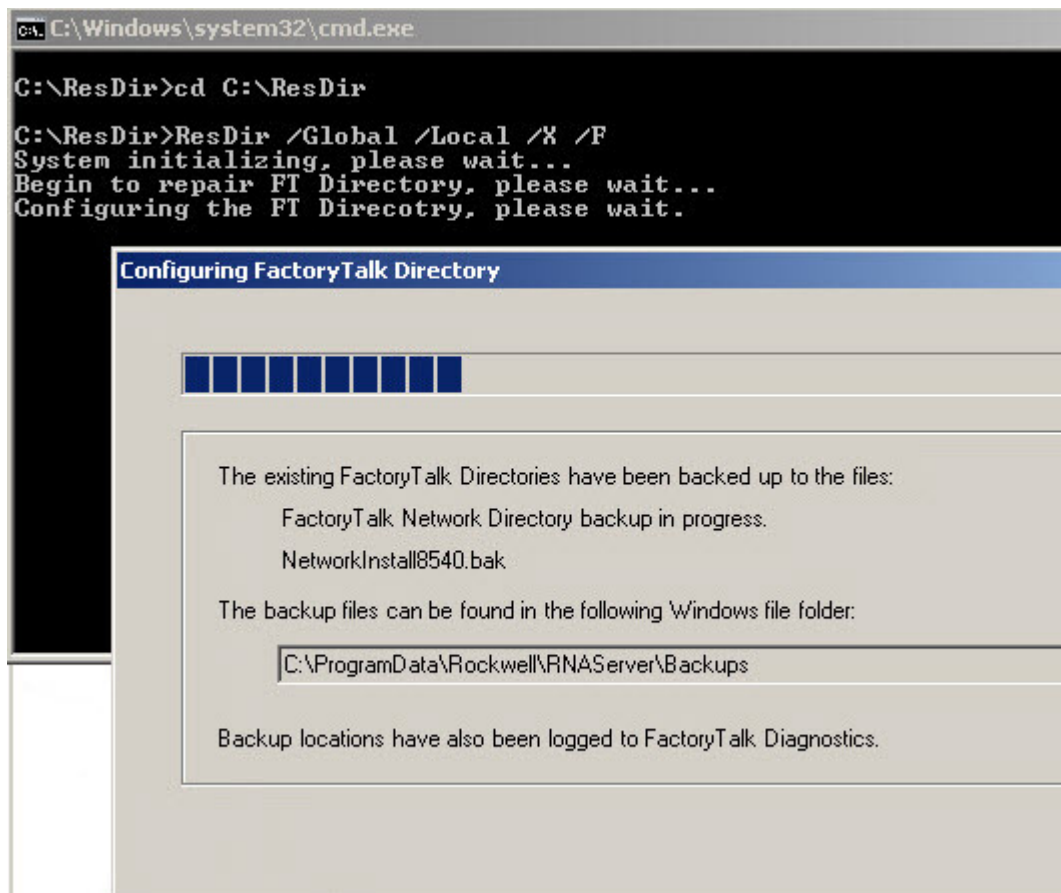 C:\Windows\system32\cmd.exe
C:\ResDir>cd C:\ResDir
C:\ResDir>ResDir /Global /Local /X /F
System initializing, please wait...
Begin to repair FT Directory, please wait...
Configuring the FT Direcotry, please wait.
Configuring FactoryTalk Directory
The existing FactoryTalk Directories have been backed up to the files:
FactoryTalk Network Directory backup in progress.
NetworkInstall8540.bak
The backup files can be found in the following Windows file folder:
C:\ProgramData\Rockwell\RNAServer\Backups
Backup locations have also been logged to FactoryTalk Diagnostics.